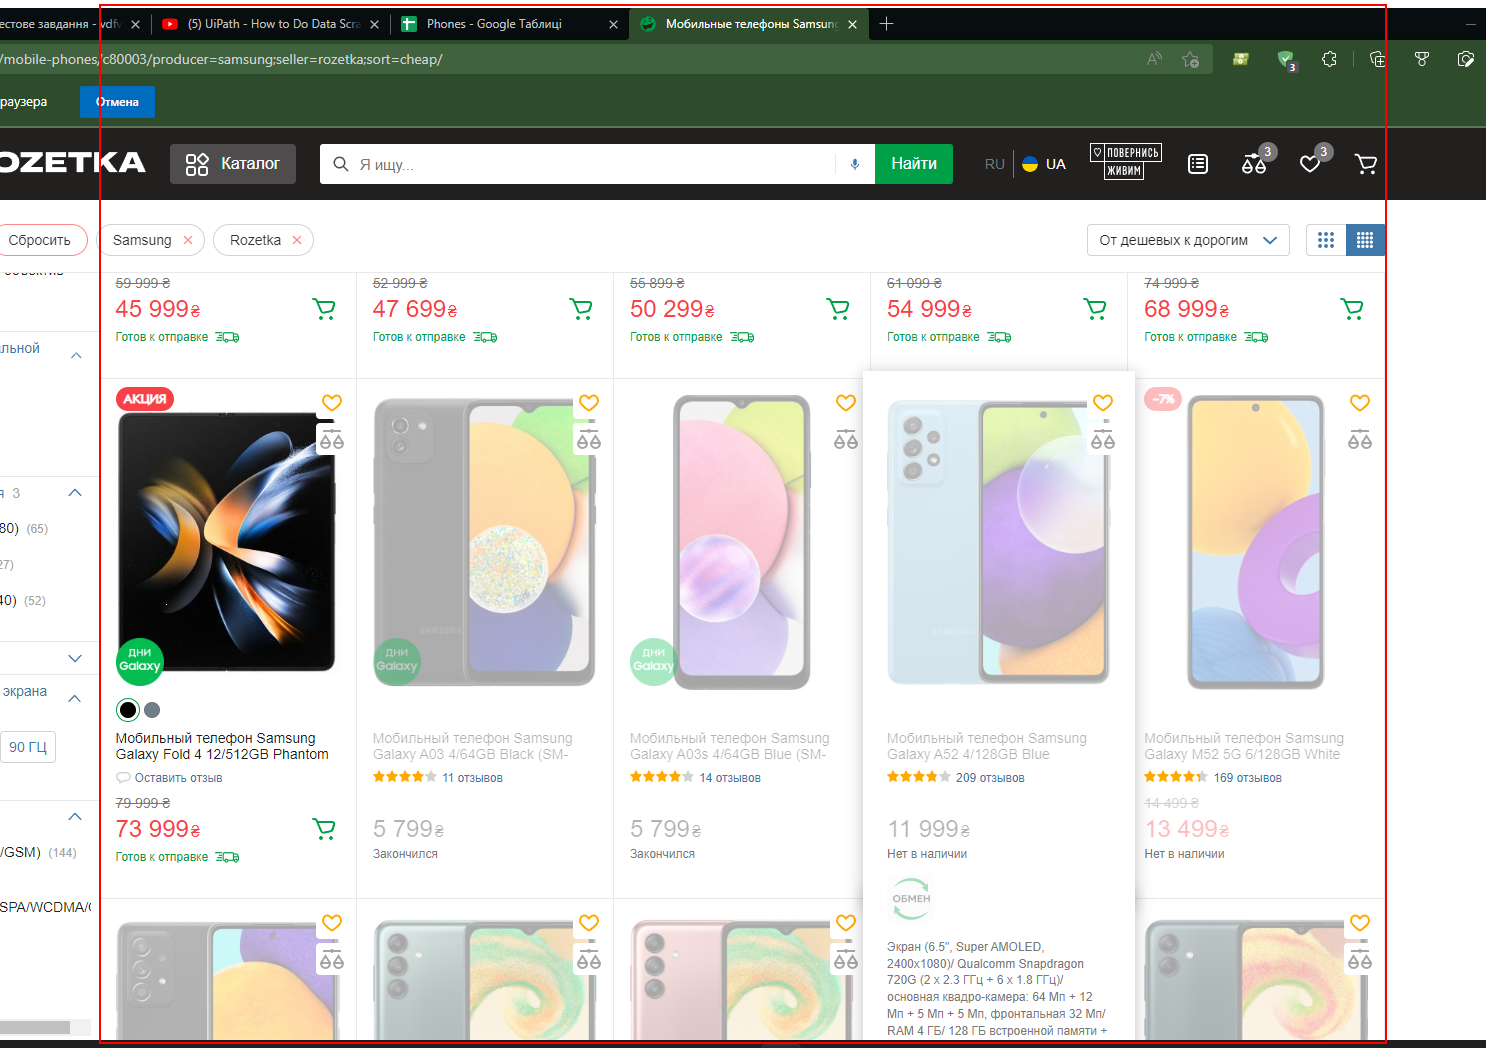 естове завдання - vdfv
(5) UiPath - How to Do Data Scra
Phones - Google Таблиці
Мобильные телефоны Samsung
/mobile-phones/c80003/producer=samsung;seller=rozetka;sort=cheap/
3
раузера
Отмена
OZETKA
Каталог
Я ищу...
Найти
RU
UA
ПОВЕРНИСЬ
ЖИВИМ
3
3
Сбросить
Samsung
Rozetka
От дешевых к дорогим
59 999 ₴
52 999 ₴
55 899 ₴
61 099 ₴
74 999 ₴
45 999 ₴
47 699 ₴
50 299 ₴
54 999 ₴
68 999 ₴
Готов к отправке
Готов к отправке
Готов к отправке
Готов к отправке
Готов к отправке
льной
я 3
80) (65)
27)
40) (52)
экрана
90 ГЦ
/GSM) (144)
SPA/WCDMA/
АКЦИЯ
ДНИ
Galaxy
Мобильный телефон Samsung
Galaxy Fold 4 12/512GB Phantom
Оставить отзыв
79 999 ₴
73 999 ₴
Готов к отправке
SAMSUNG
ДНИ
Galaxy
Мобильный телефон Samsung
Galaxy A03 4/64GB Black (SM-
11 отзывов
5 799 ₴
Закончился
ДНИ
Galaxy
Мобильный телефон Samsung
Galaxy A03s 4/64GB Blue (SM-
14 отзывов
5 799 ₴
Закончился
SAMSUNG
Мобильный телефон Samsung
Galaxy A52 4/128GB Blue
209 отзывов
11 999 ₴
Нет в наличии
ОБМЕН
Экран (6.5", Super AMOLED,
2400x1080)/ Qualcomm Snapdragon
720G (2 x 2.3 ГГц + 6 x 1.8 ГГц)/
основная квадро-камера: 64 Мп + 12
Мп + 5 Мп + 5 Мп, фронтальная 32 Мп/
RAM 4 ГБ/ 128 ГБ встроенной памяти +
-7%
Мобильный телефон Samsung
Galaxy M52 5G 6/128GB White
169 отзывов
14 499 ₴
13 499 ₴
Нет в наличии